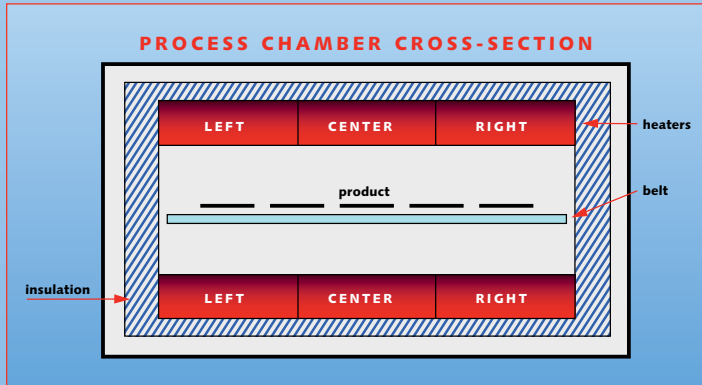 PROCESS CHAMBER CROSS-SECTION
LEFT CENTER RIGHT
heaters
product
belt
insulation
LEFT CENTER RIGHT